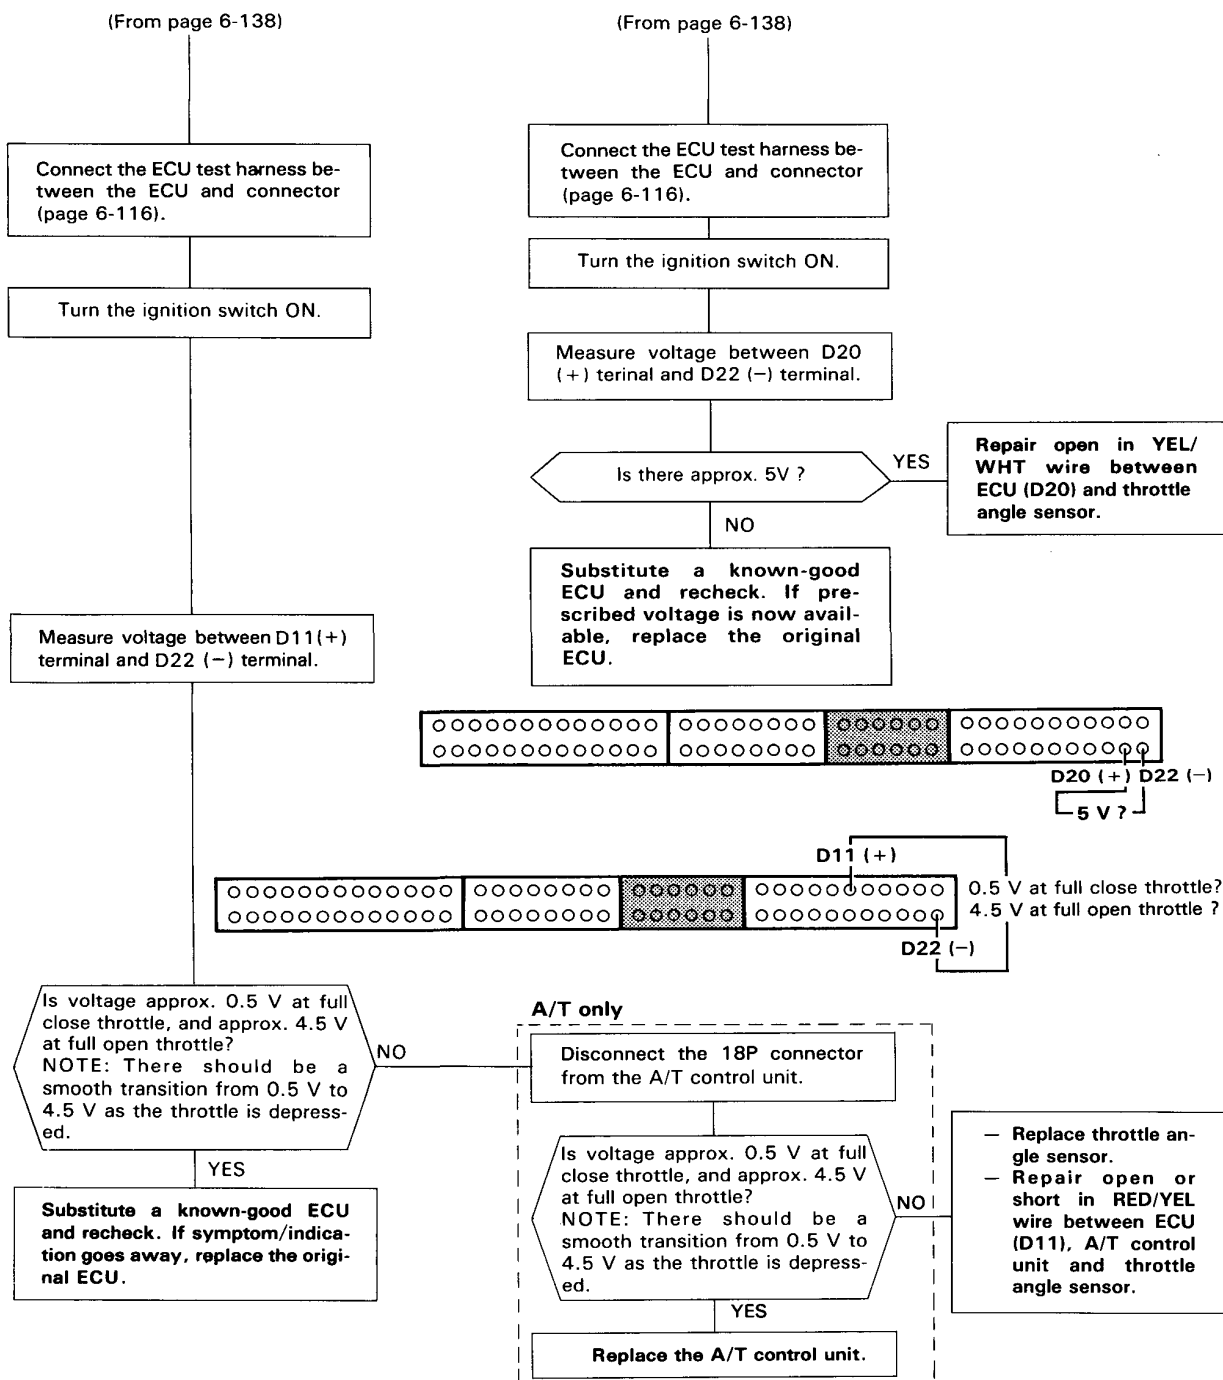 (From page 6-138)
Connect the ECU test harness be-
tween the ECU and connector
(page 6-116).
Turn the ignition switch ON.
Measure voltage between D11(+)
terminal and D22 (−) terminal.
(From page 6-138)
Connect the ECU test harness
between the ECU and connector
(page 6-116).
Turn the ignition switch ON.
Measure voltage between D20
(+) terinal and D22 (−) terminal.
Is there approx. 5V ?
YES
Repair open in YEL/
WHT wire between
ECU (D20) and throttle
angle sensor.
NO
Substitute a known-good
ECU and recheck. If pre-
scribed voltage is now avail-
able, replace the original
ECU.
D20 (+) D22 (−)
5 V ?
D11 (+)
0.5 V at full close throttle?
4.5 V at full open throttle ?
D22 (−)
Is voltage approx. 0.5 V at full
close throttle, and approx. 4.5 V
at full open throttle?
NOTE: There should be a
smooth transition from 0.5 V to
4.5 V as the throttle is depress-
ed.
NO
YES
Substitute a known-good ECU
and recheck. If symptom/indica-
tion goes away, replace the origi-
nal ECU.
A/T only
Disconnect the 18P connector
from the A/T control unit.
Is voltage approx. 0.5 V at full
close throttle, and approx. 4.5 V
at full open throttle?
NOTE: There should be a
smooth transition from 0.5 V to
4.5 V as the throttle is depress-
ed.
NO
— Replace throttle an-
gle sensor.
— Repair open or
short in RED/YEL
wire between ECU
(D11), A/T control
unit and throttle
angle sensor.
YES
Replace the A/T control unit.